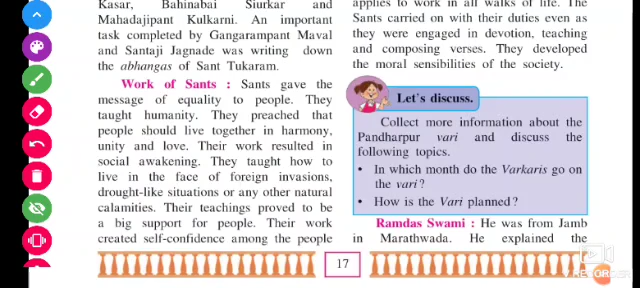 Kasar, Bahinabai Siurkar and
Mahadajipant Kulkarni. An important
task completed by Gangarampant Maval
and Santaji Jagnade was writing down
the abhangas of Sant Tukaram.
Work of Sants : Sants gave the
message of equality to people. They
taught humanity. They preached that
people should live together in harmony,
unity and love. Their work resulted in
social awakening. They taught how to
live in the face of foreign invasions,
drought-like situations or any other natural
calamities. Their teachings proved to be
a big support for people. Their work
created self-confidence among the people
applies to work in all walks of life. The
Sants carried on with their duties even as
they were engaged in devotion, teaching
and composing verses. They developed
the moral sensibilities of the society.
Let's discuss.
Collect more information about the
Pandharpur vari and discuss the
following topics.
• In which month do the Varkaris go on
the vari?
• How is the Vari planned?
Ramdas Swami : He was from Jamb
in Marathwada. He explained the
17